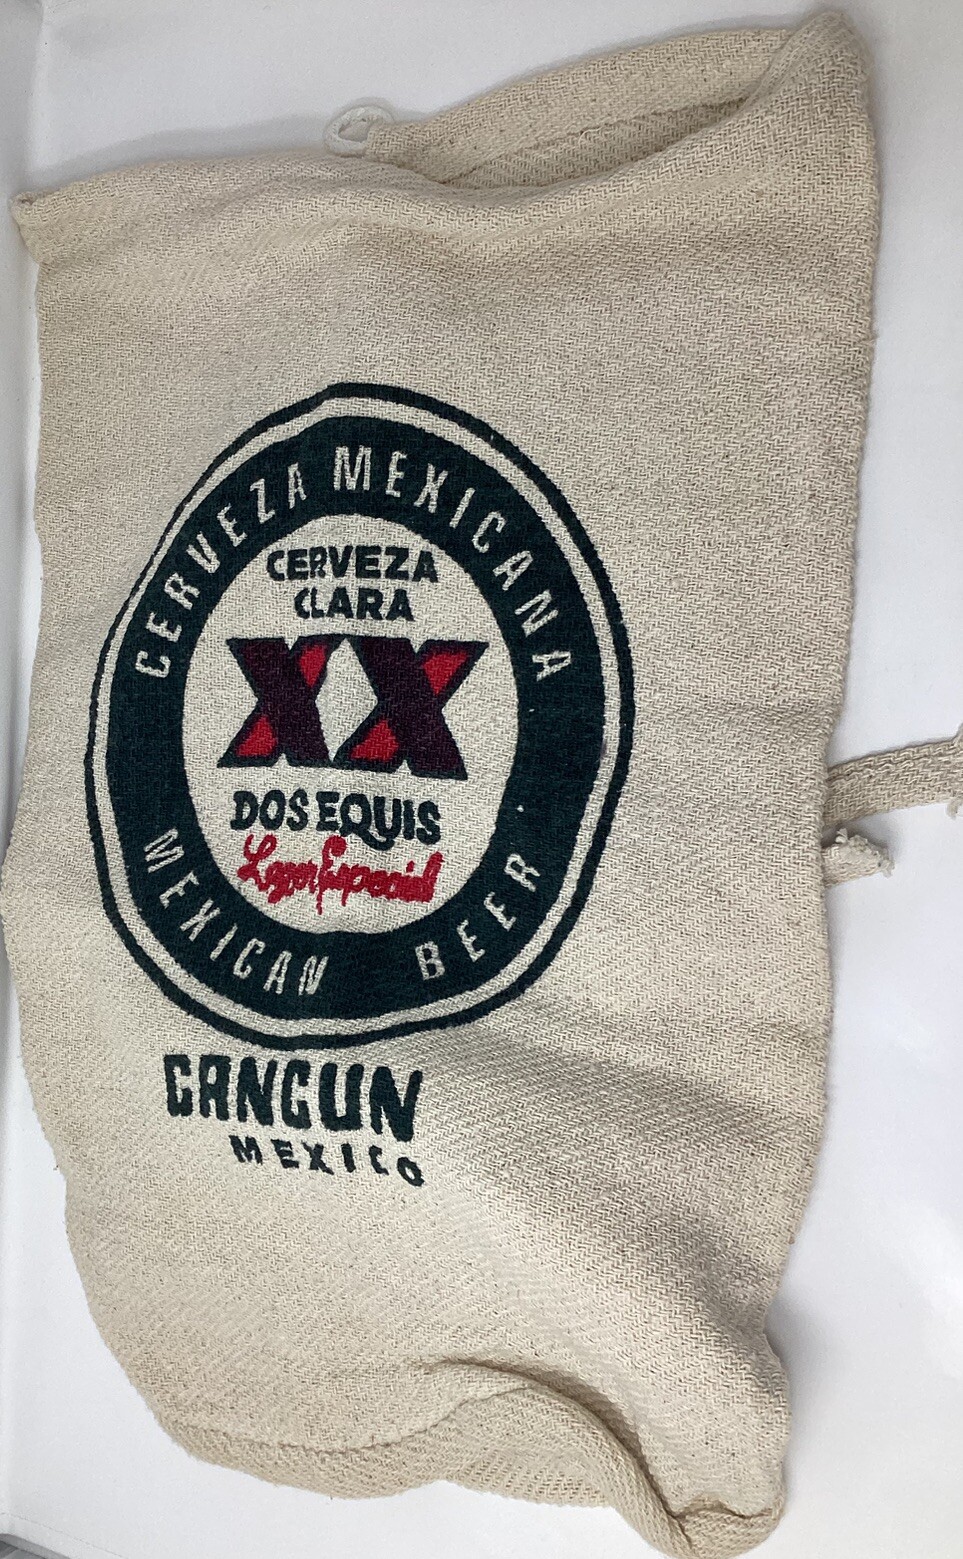 CERVEZA MEXICANA
CERVEZA
CLARA
XX
DOS EQUIS
Lager Especial
MEXICAN BEER
CANCUN
MEXICO